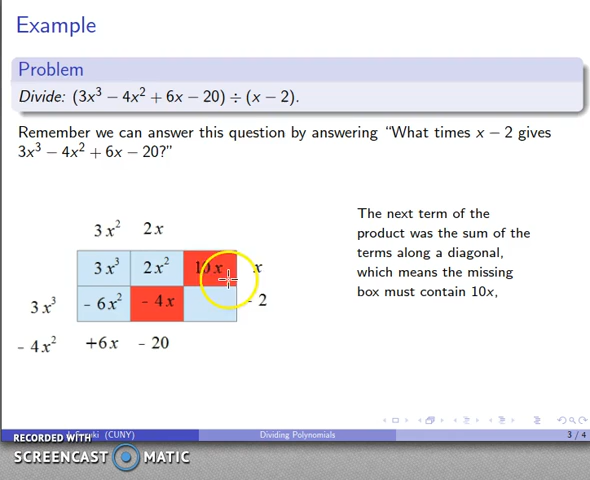 Example
Problem
Divide: (3x³ − 4x² + 6x − 20) ÷ (x − 2).
Remember we can answer this question by answering "What times x − 2 gives
3x³ − 4x² + 6x − 20?"
3x² 2x
3x³ 2x² 10x x
3x³ - 6x² - 4x - 2
- 4x² +6x - 20
The next term of the
product was the sum of the
terms along a diagonal,
which means the missing
box must contain 10x,
(CUNY) Dividing Polynomials 3 / 4
RECORDED WITH
SCREENCAST MATIC